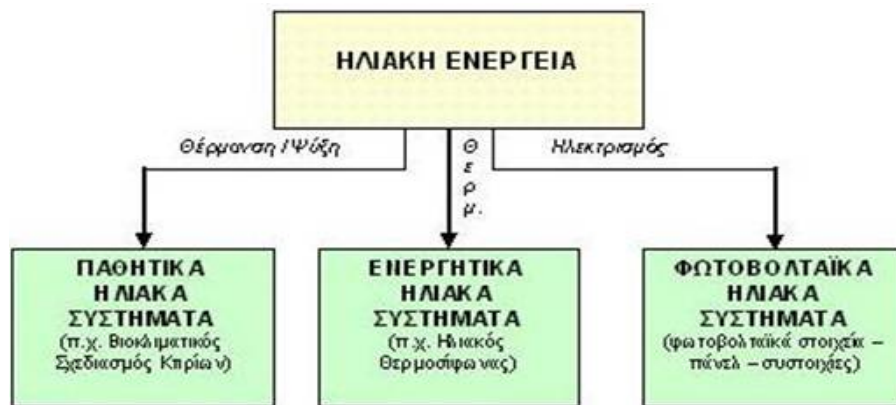 ΗΛΙΑΚΗ ΕΝΕΡΓΕΙΑ
Θέρμανση / Ψύξη
Θερμ.
Ηλεκτρισμός
ΠΑΘΗΤΙΚΑ
ΗΛΙΑΚΑ
ΣΥΣΤΗΜΑΤΑ
(π.χ. Βιοκλιματικός
Σχεδιασμός Κτιρίων)
ΕΝΕΡΓΗΤΙΚΑ
ΗΛΙΑΚΑ
ΣΥΣΤΗΜΑΤΑ
(π.χ. Ηλιακός
Θερμοσίφωνας)
ΦΩΤΟΒΟΛΤΑΪΚΑ
ΗΛΙΑΚΑ
ΣΥΣΤΗΜΑΤΑ
(φωτοβολταϊκά στοιχεία –
πάνελ – συστοιχίες)